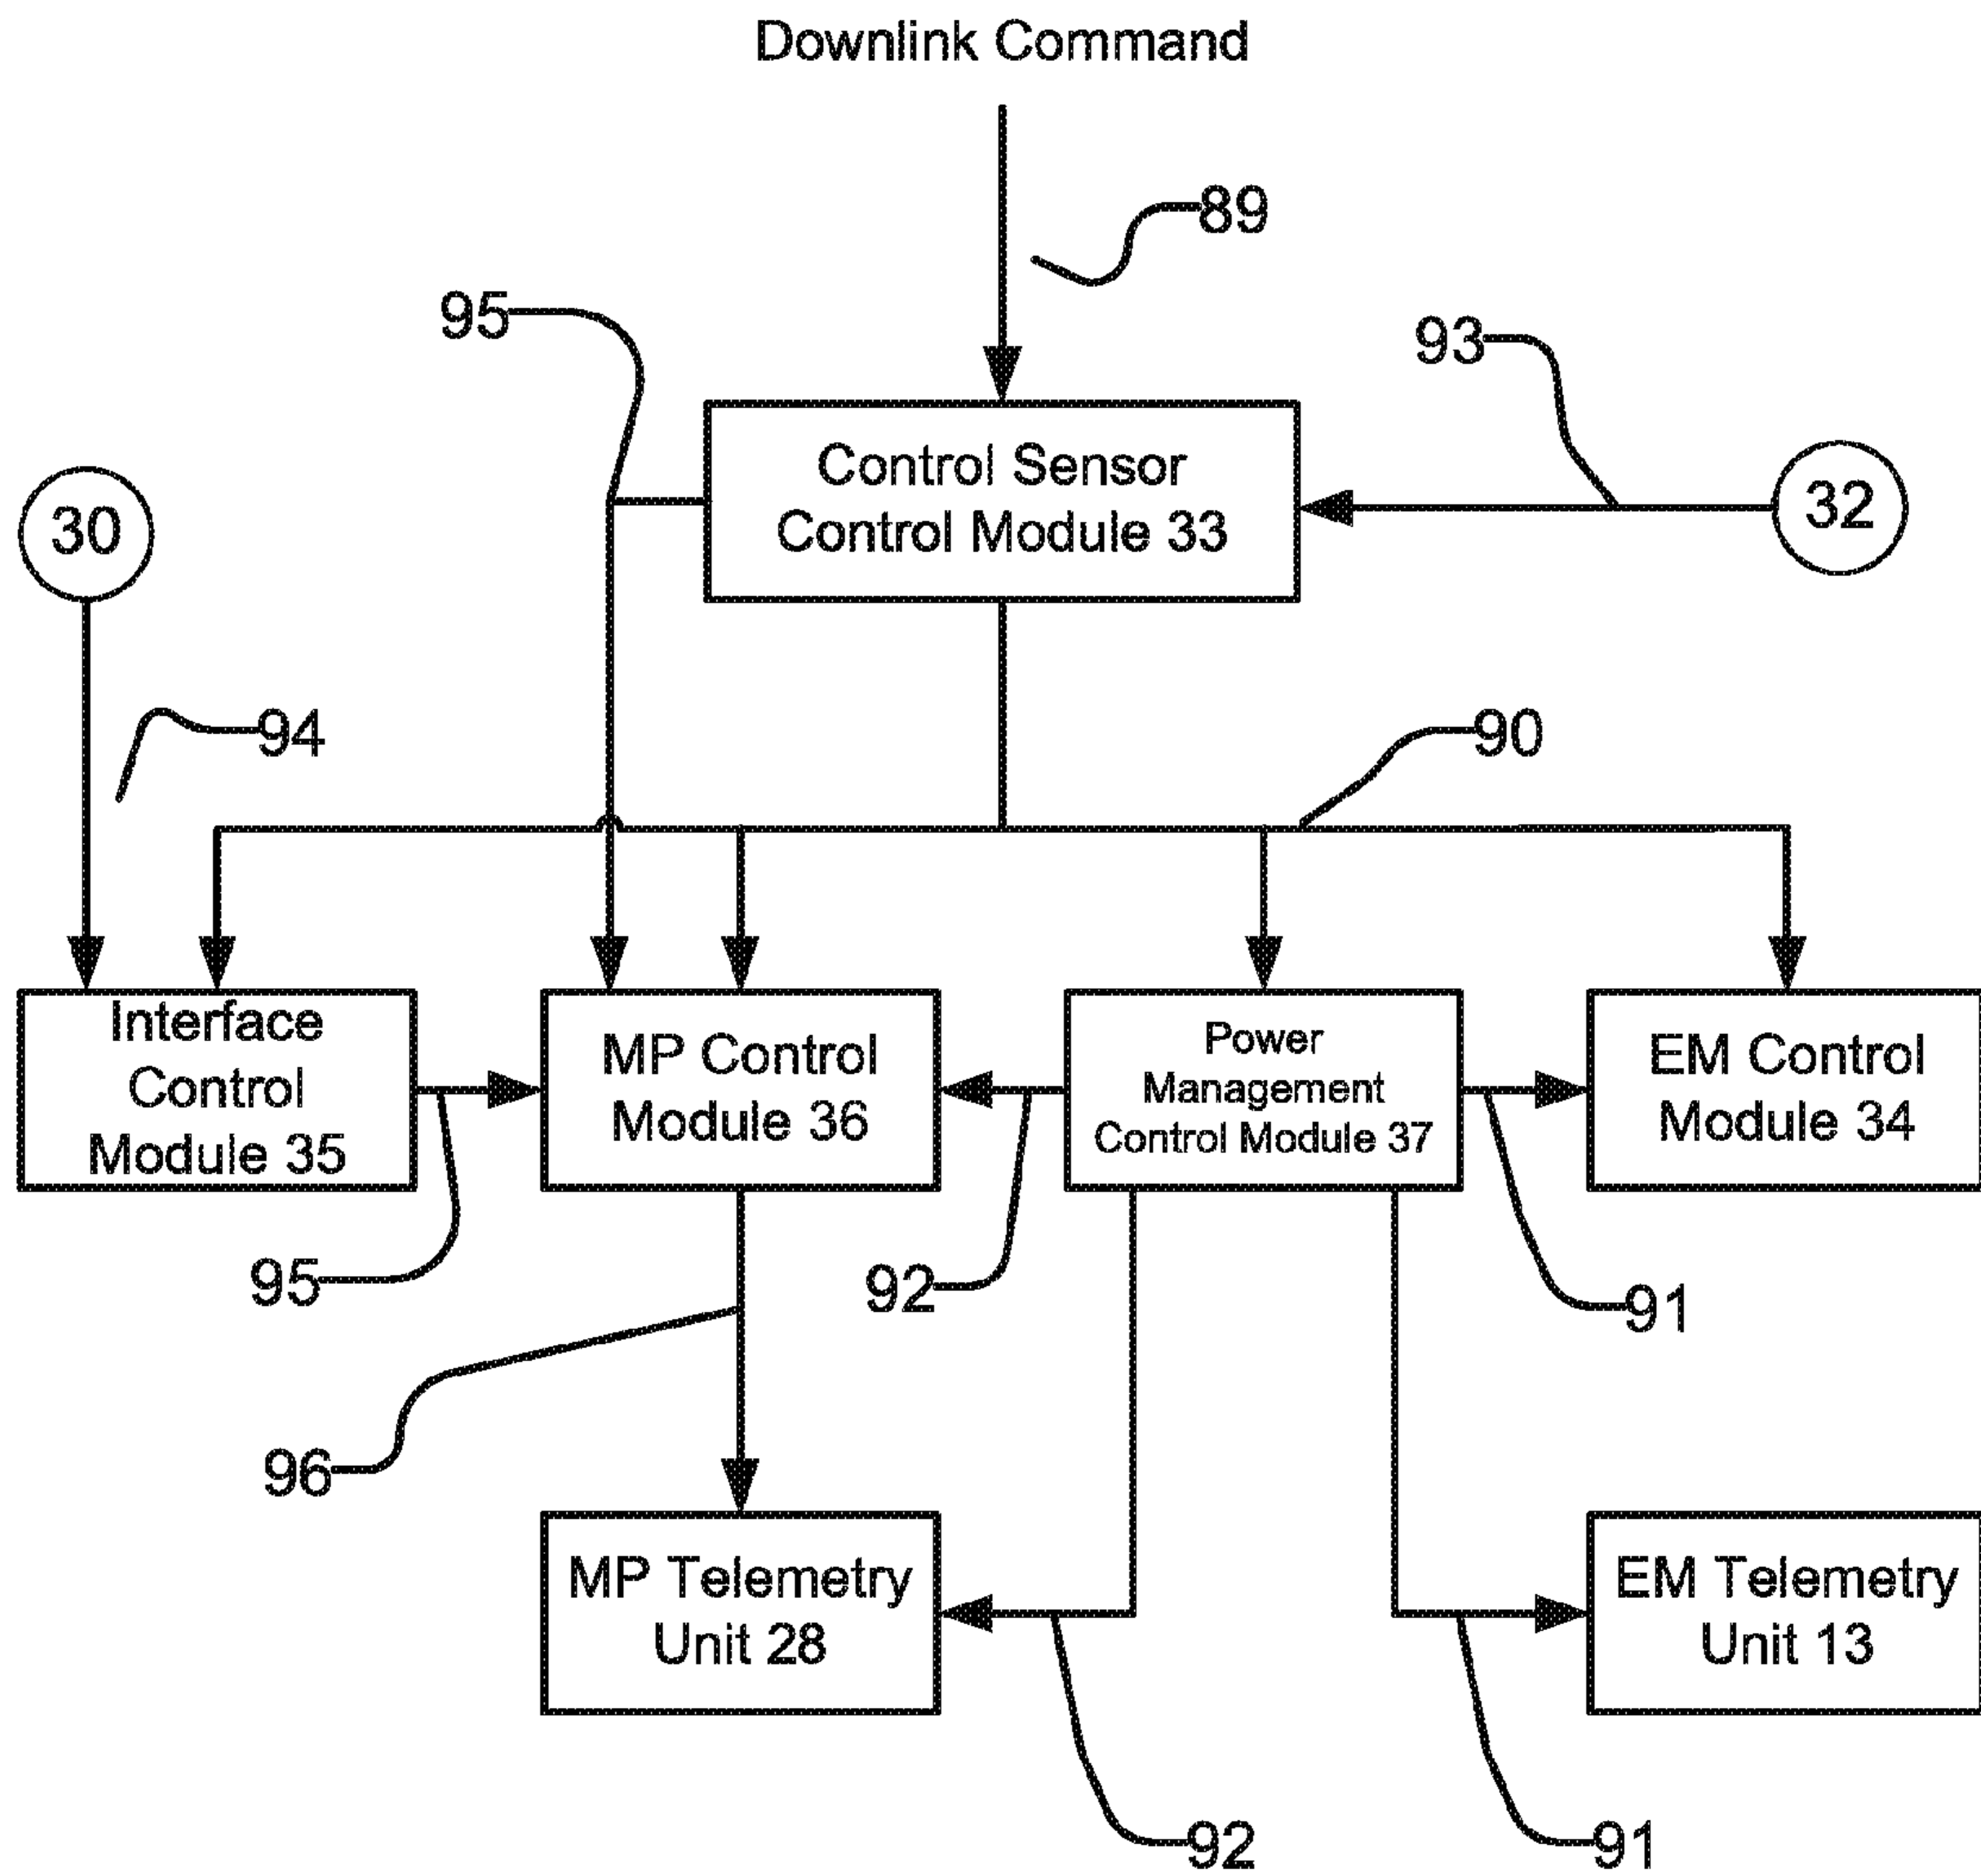 Downlink Command
89
95
93
Control Sensor
Control Module 33
30
32
94
90
Interface
Control
Module 35
MP Control
Module 36
Power
Management
Control Module 37
EM Control
Module 34
95
92
91
96
MP Telemetry
Unit 28
EM Telemetry
Unit 13
92
91